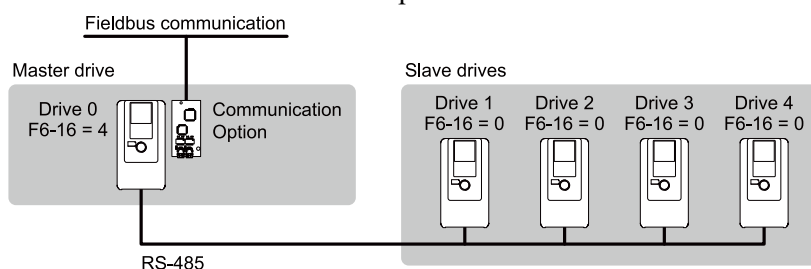 Fieldbus communication
Master drive
Drive 0
F6-16 = 4
Communication
Option
Slave drives
Drive 1
F6-16 = 0
Drive 2
F6-16 = 0
Drive 3
F6-16 = 0
Drive 4
F6-16 = 0
RS-485